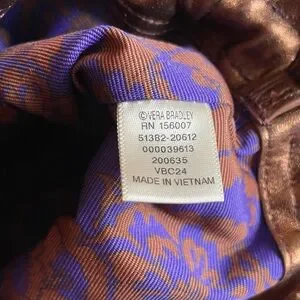 ©VERA BRADLEY
RN 156007
51382-20612
000039613
200635
VBC24
MADE IN VIETNAM